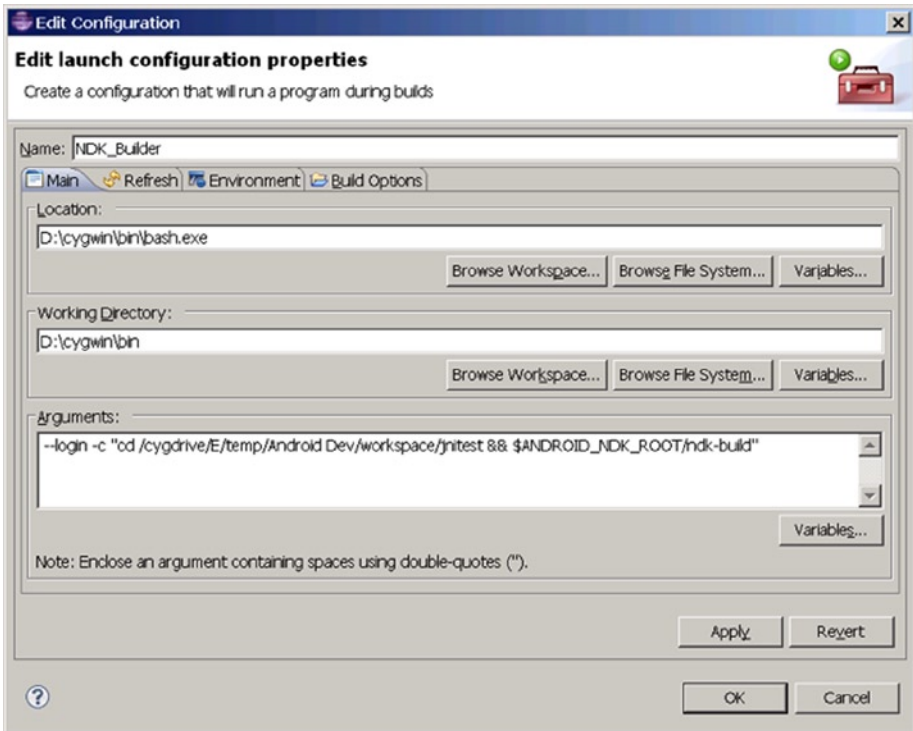 Edit Configuration
Edit launch configuration properties
Create a configuration that will run a program during builds
Name: NDK_Builder
Main Refresh Environment Build Options
Location:
D:\cygwin\bin\bash.exe
Browse Workspace... Browse File System... Variables...
Working Directory:
D:\cygwin\bin
Browse Workspace... Browse File System... Variables...
Arguments:
--login -c "cd /cygdrive/E/temp/Android Dev/workspace/jnitest && $ANDROID_NDK_ROOT/ndk-build"
Variables...
Note: Enclose an argument containing spaces using double-quotes (").
Apply Revert
? OK Cancel